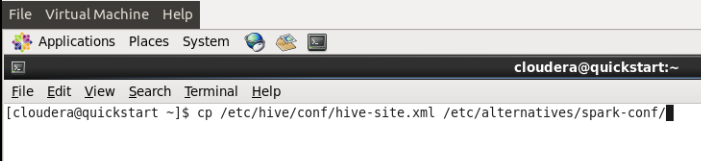 File Virtual Machine Help
Applications Places System
cloudera@quickstart:~
File Edit View Search Terminal Help
[cloudera@quickstart ~]$ cp /etc/hive/conf/hive-site.xml /etc/alternatives/spark-conf/